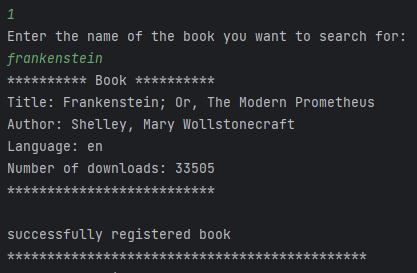 1
Enter the name of the book you want to search for:
frankenstein
********** Book **********
Title: Frankenstein; Or, The Modern Prometheus
Author: Shelley, Mary Wollstonecraft
Language: en
Number of downloads: 33505
**************************
successfully registered book
*********************************************